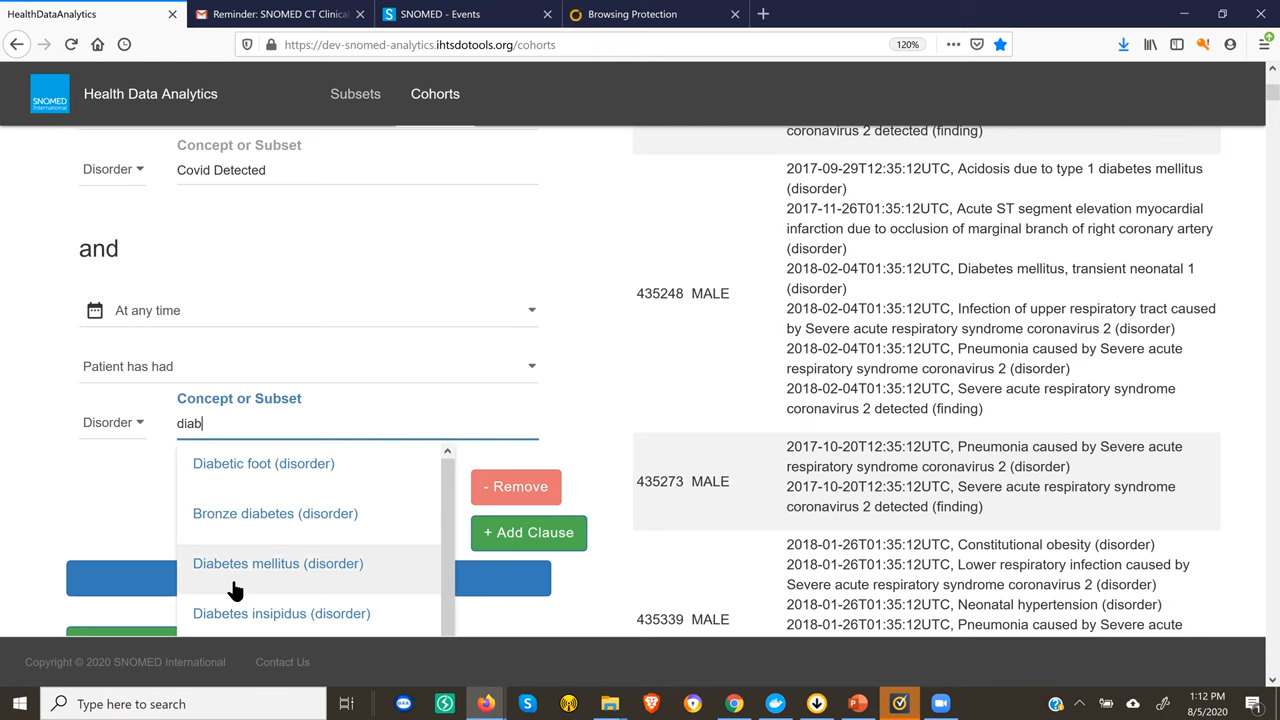 HealthDataAnalytics
Reminder: SNOMED CT Clinical
SNOMED - Events
Browsing Protection
https://dev-snomed-analytics.ihtsdotools.org/cohorts
120%
SNOMED
International
Health Data Analytics
Subsets
Cohorts
Concept or Subset
Disorder
Covid Detected
and
At any time
Patient has had
Concept or Subset
Disorder
diab
Diabetic foot (disorder)
Bronze diabetes (disorder)
Diabetes mellitus (disorder)
Diabetes insipidus (disorder)
- Remove
+ Add Clause
coronavirus 2 detected (finding)
435248 MALE
2017-09-29T12:35:12UTC, Acidosis due to type 1 diabetes mellitus
(disorder)
2017-11-26T01:35:12UTC, Acute ST segment elevation myocardial
infarction due to occlusion of marginal branch of right coronary artery
(disorder)
2018-02-04T01:35:12UTC, Diabetes mellitus, transient neonatal 1
(disorder)
2018-02-04T01:35:12UTC, Infection of upper respiratory tract caused
by Severe acute respiratory syndrome coronavirus 2 (disorder)
2018-02-04T01:35:12UTC, Pneumonia caused by Severe acute
respiratory syndrome coronavirus 2 (disorder)
2018-02-04T01:35:12UTC, Severe acute respiratory syndrome
coronavirus 2 detected (finding)
435273 MALE
2017-10-20T12:35:12UTC, Pneumonia caused by Severe acute
respiratory syndrome coronavirus 2 (disorder)
2017-10-20T12:35:12UTC, Severe acute respiratory syndrome
coronavirus 2 detected (finding)
435339 MALE
2018-01-26T01:35:12UTC, Constitutional obesity (disorder)
2018-01-26T01:35:12UTC, Lower respiratory infection caused by
Severe acute respiratory syndrome coronavirus 2 (disorder)
2018-01-26T01:35:12UTC, Neonatal hypertension (disorder)
2018-01-26T01:35:12UTC, Pneumonia caused by Severe acute
Copyright © 2020 SNOMED International
Contact Us
Type here to search
1:12 PM
8/5/2020